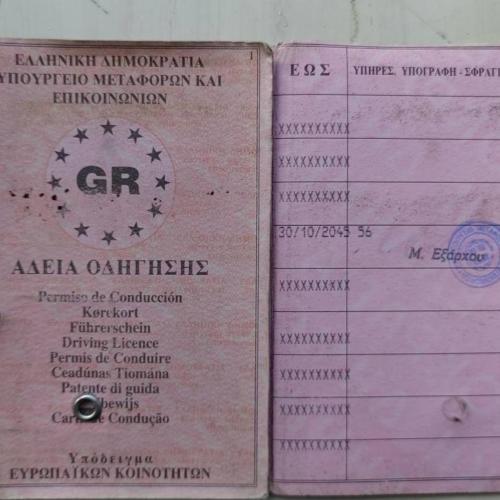 ΕΛΛΗΝΙΚΗ ΔΗΜΟΚΡΑΤΙΑ
ΥΠΟΥΡΓΕΙΟ ΜΕΤΑΦΟΡΩΝ ΚΑΙ
ΕΠΙΚΟΙΝΩΝΙΩΝ
1
GR
ΑΔΕΙΑ ΟΔΗΓΗΣΗΣ
Permiso de Conducción
Kørekort
Führerschein
Driving Licence
Permis de Conduire
Ceadúnas Tiomána
Patente di guida
Carta de Condução
Υπόδειγμα
ΕΥΡΩΠΑΪΚΩΝ ΚΟΙΝΟΤΗΤΩΝ
ΕΩΣ
ΥΠΗΡΕΣ. ΥΠΟΓΡΑΦΗ - ΣΦΡΑΓΙ
XXXXXXXXXX
XXXXXXXXXX
XXXXXXXXXX
30/10/2045 56
Μ. Εξάρχου
XXXXXXXXXX
XXXXXXXXXX
XXXXXXXXXX
XXXXXXXXXX
XXXXXXXXXX